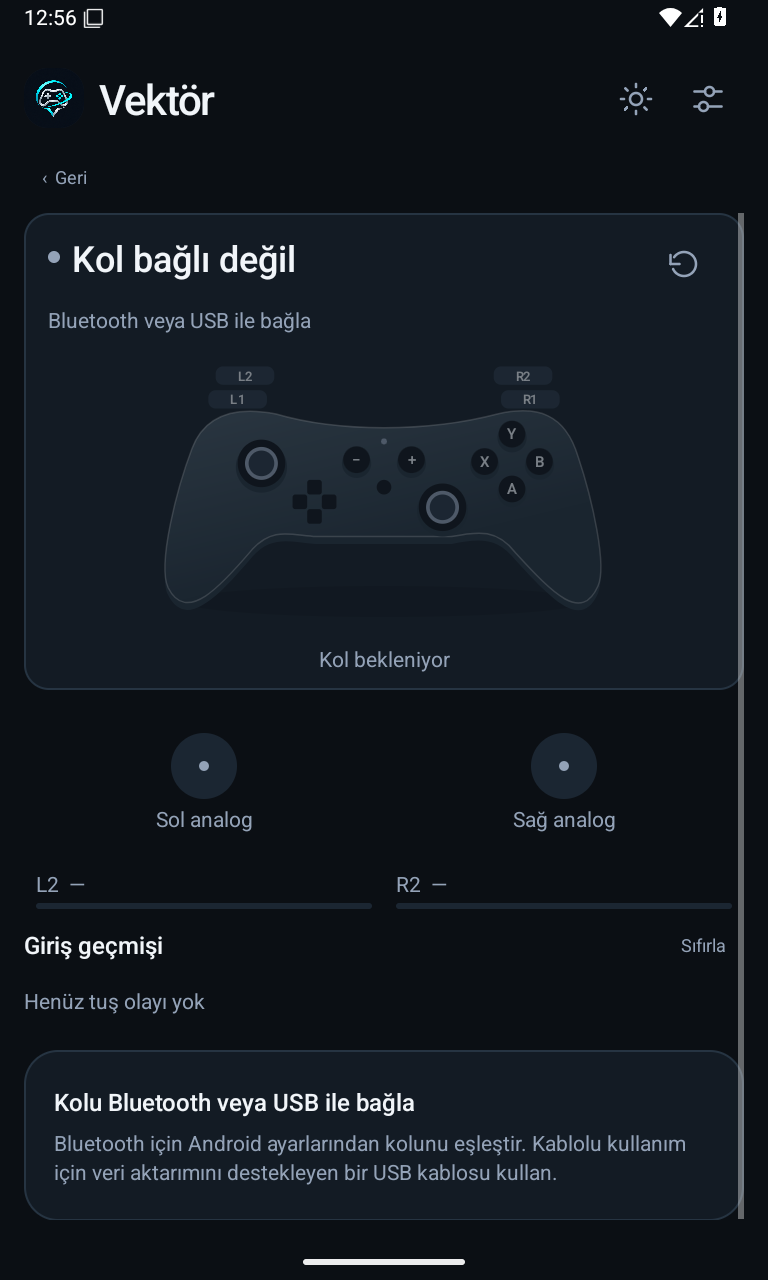 12:56
Vektör
‹ Geri
Kol bağlı değil
Bluetooth veya USB ile bağla
L2
R2
L1
R1
Y
X
B
A
−
+
Kol bekleniyor
Sol analog
Sağ analog
L2 —
R2 —
Giriş geçmişi
Sıfırla
Henüz tuş olayı yok
Kolu Bluetooth veya USB ile bağla
Bluetooth için Android ayarlarından kolunu eşleştir. Kablolu kullanım
için veri aktarımını destekleyen bir USB kablosu kullan.